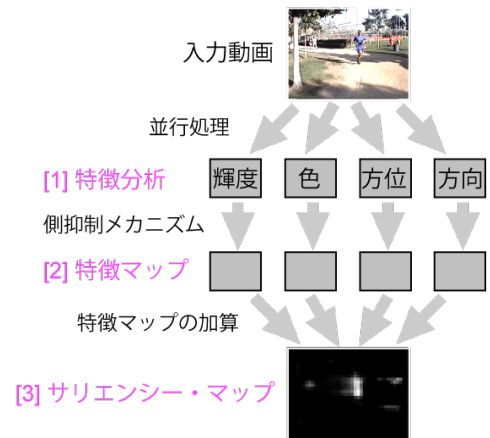 入力動画
並行処理
[1] 特徴分析
輝度
色
方位
方向
側抑制メカニズム
[2] 特徴マップ
特徴マップの加算
[3] サリエンシー・マップ